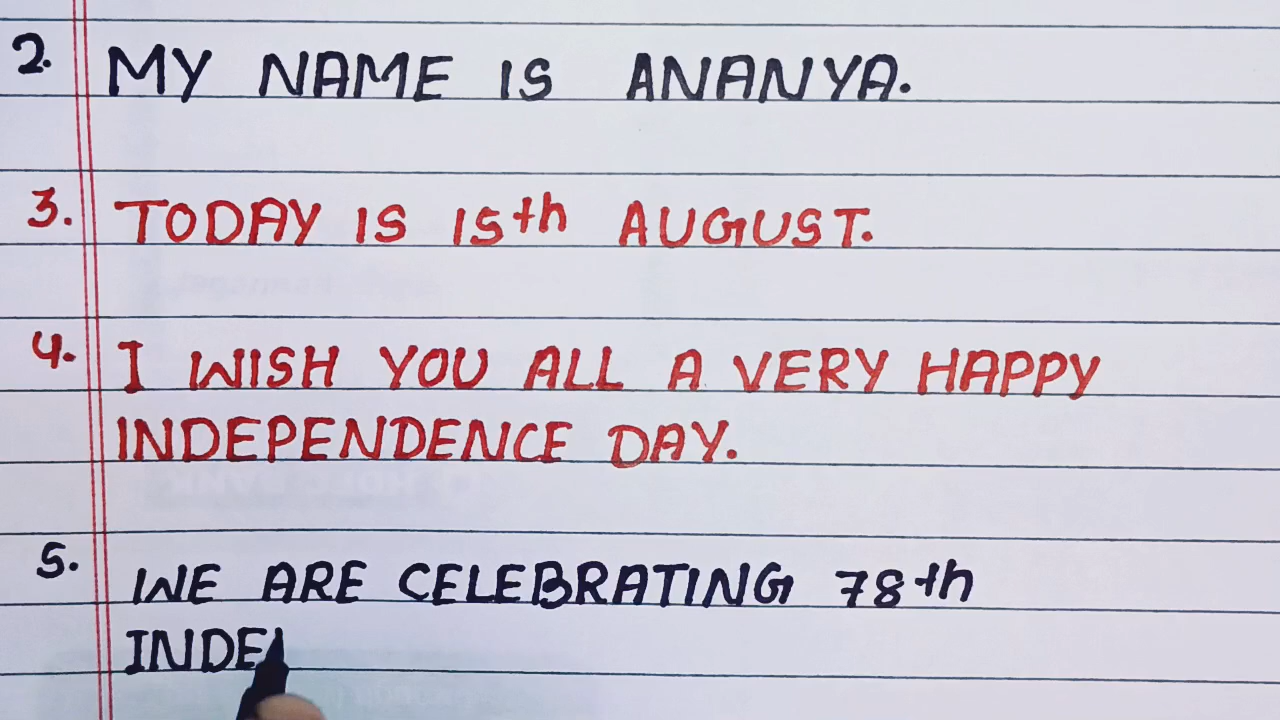 2. MY NAME IS ANANYA.
3. TODAY IS 15th AUGUST.
4. I WISH YOU ALL A VERY HAPPY
INDEPENDENCE DAY.
5. WE ARE CELEBRATING 78th
INDE